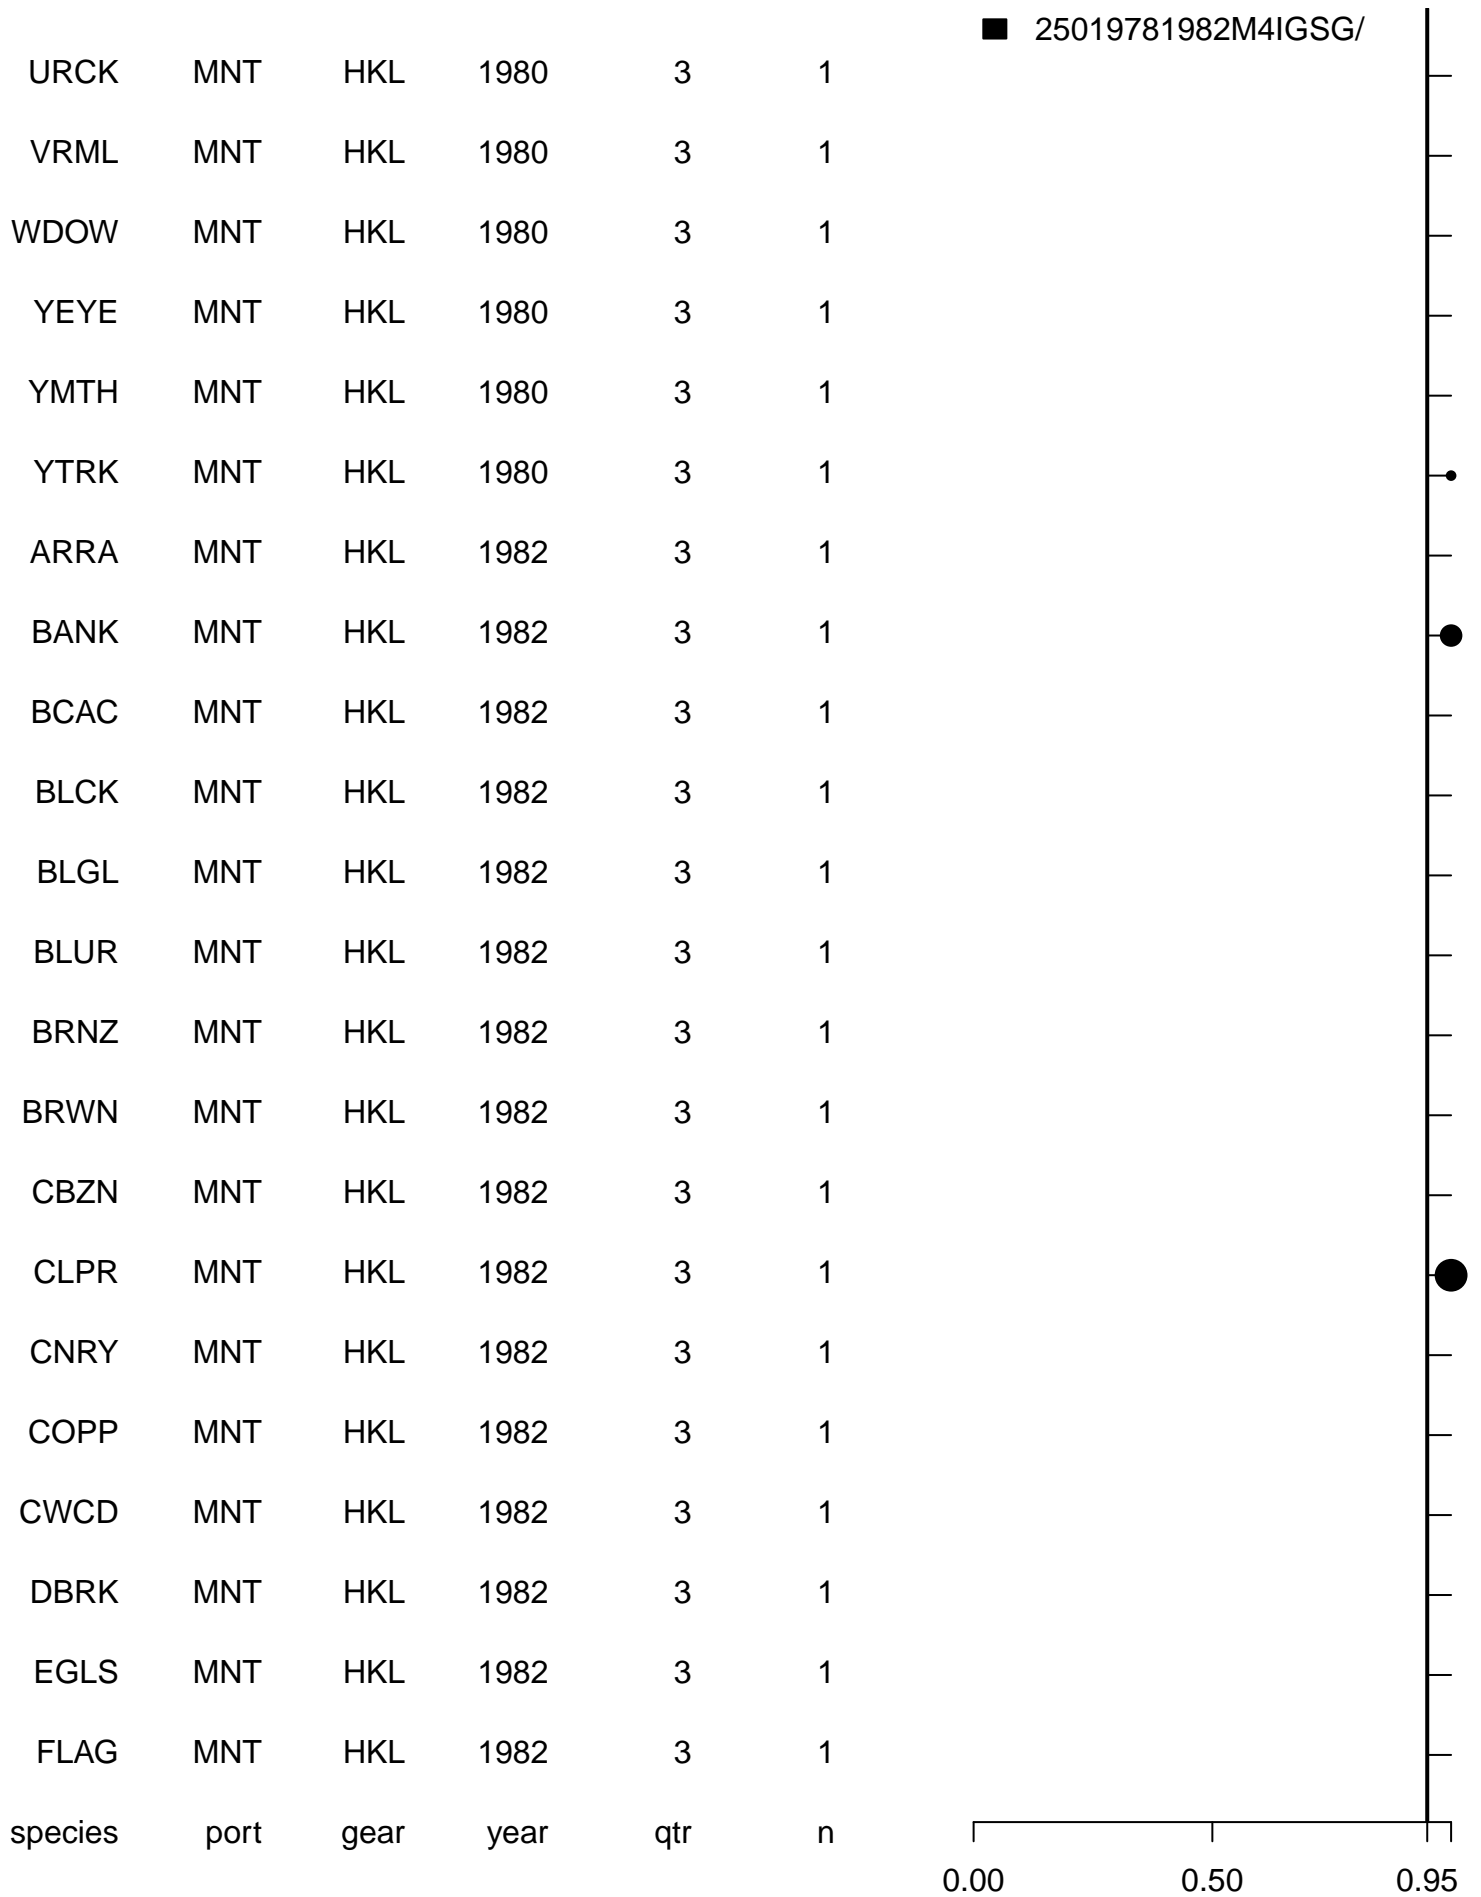 25019781982M4IGSG/
URCK MNT HKL 1980 3 1
VRML MNT HKL 1980 3 1
WDOW MNT HKL 1980 3 1
YEYE MNT HKL 1980 3 1
YMTH MNT HKL 1980 3 1
YTRK MNT HKL 1980 3 1
ARRA MNT HKL 1982 3 1
BANK MNT HKL 1982 3 1
BCAC MNT HKL 1982 3 1
BLCK MNT HKL 1982 3 1
BLGL MNT HKL 1982 3 1
BLUR MNT HKL 1982 3 1
BRNZ MNT HKL 1982 3 1
BRWN MNT HKL 1982 3 1
CBZN MNT HKL 1982 3 1
CLPR MNT HKL 1982 3 1
CNRY MNT HKL 1982 3 1
COPP MNT HKL 1982 3 1
CWCD MNT HKL 1982 3 1
DBRK MNT HKL 1982 3 1
EGLS MNT HKL 1982 3 1
FLAG MNT HKL 1982 3 1
species port gear year qtr n
0.00 0.50 0.95